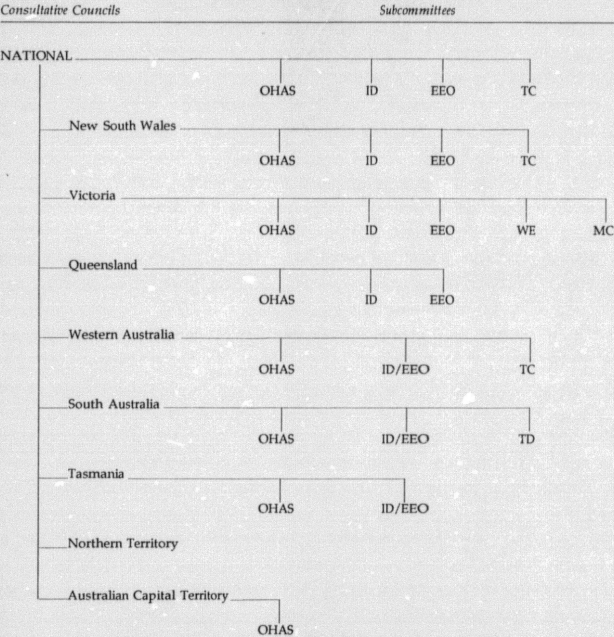 Consultative Councils Subcommittees
NATIONAL
OHAS ID EEO TC
New South Wales
OHAS ID EEO TC
Victoria
OHAS ID EEO WE MC
Queensland
OHAS ID EEO
Western Australia
OHAS ID/EEO TC
South Australia
OHAS ID/EEO TD
Tasmania
OHAS ID/EEO
Northern Territory
Australian Capital Territory
OHAS